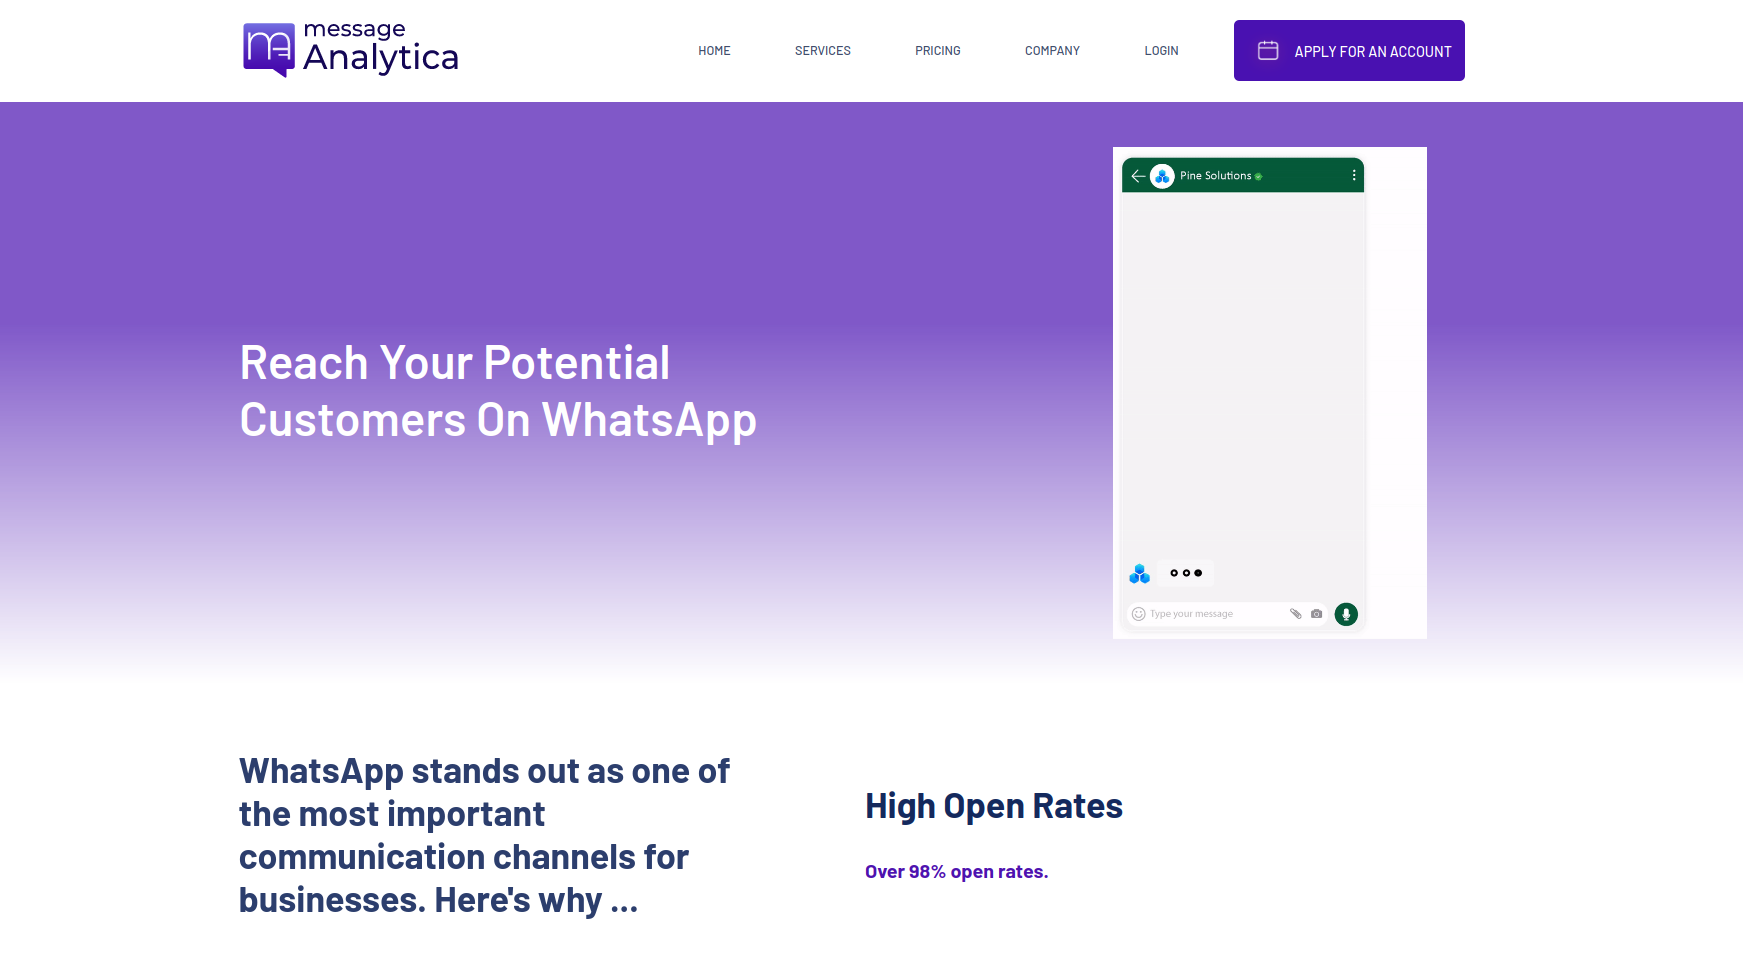 message
Analytica
HOME
SERVICES
PRICING
COMPANY
LOGIN
APPLY FOR AN ACCOUNT
Pine Solutions
Reach Your Potential
Customers On WhatsApp
Type your message
WhatsApp stands out as one of
the most important
communication channels for
businesses. Here's why ...
High Open Rates
Over 98% open rates.